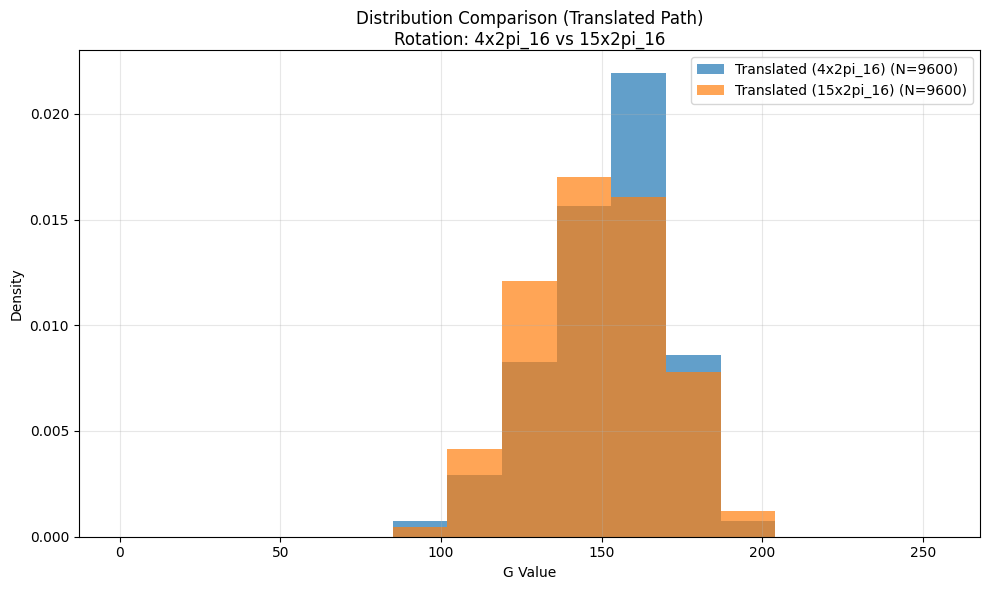 Distribution Comparison (Translated Path)
Rotation: 4x2pi_16 vs 15x2pi_16
Translated (4x2pi_16) (N=9600)
Translated (15x2pi_16) (N=9600)
Density
0.020
0.015
0.010
0.005
0.000
0 50 100 150 200 250
G Value